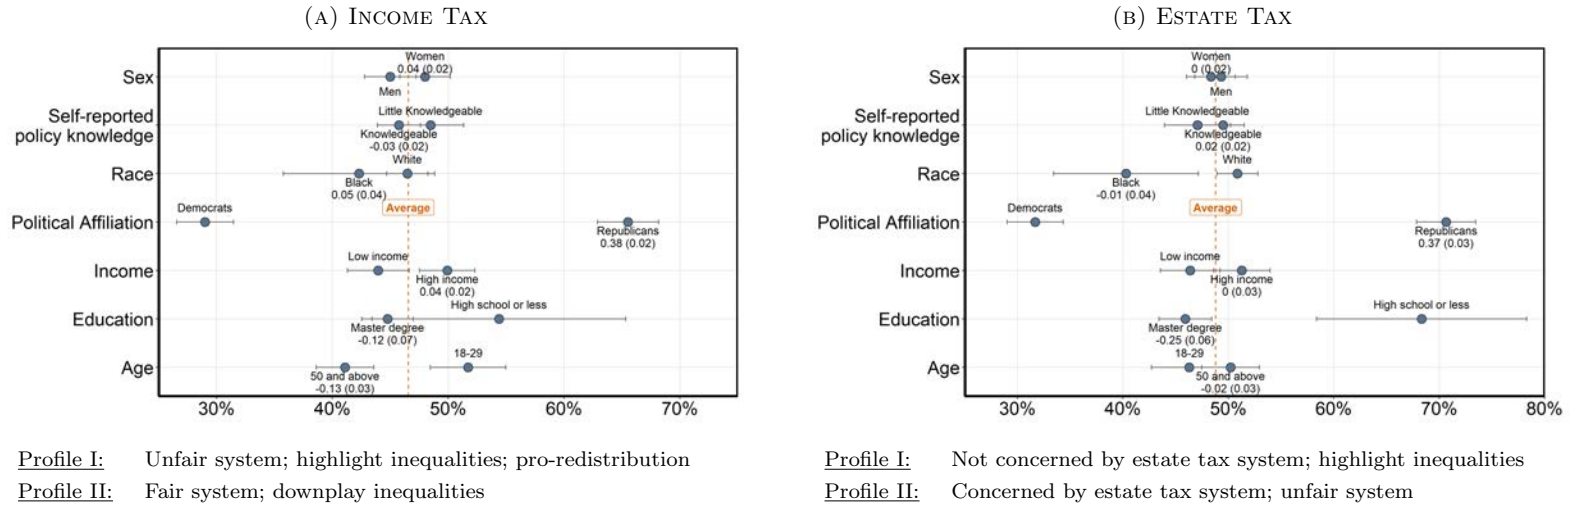 (A) INCOME TAX
Women
0.04 (0.02)
Sex
Men
Little Knowledgeable
Self-reported
policy knowledge
Knowledgeable
-0.03 (0.02)
White
Race
Black
0.05 (0.04)
Average
Democrats
Political Affiliation
Republicans
0.38 (0.02)
Low income
Income
High income
0.04 (0.02)
High school or less
Education
Master degree
-0.12 (0.07)
18-29
Age
50 and above
-0.13 (0.03)
30% 40% 50% 60% 70%
Profile I: Unfair system; highlight inequalities; pro-redistribution
Profile II: Fair system; downplay inequalities
(B) ESTATE TAX
Women
0 (0.02)
Sex
Men
Little Knowledgeable
Self-reported
policy knowledge
Knowledgeable
0.02 (0.02)
White
Race
Black
-0.01 (0.04)
Average
Democrats
Political Affiliation
Republicans
0.37 (0.03)
Low income
Income
High income
0 (0.03)
High school or less
Education
Master degree
-0.25 (0.06)
18-29
Age
50 and above
-0.02 (0.03)
30% 40% 50% 60% 70% 80%
Profile I: Not concerned by estate tax system; highlight inequalities
Profile II: Concerned by estate tax system; unfair system